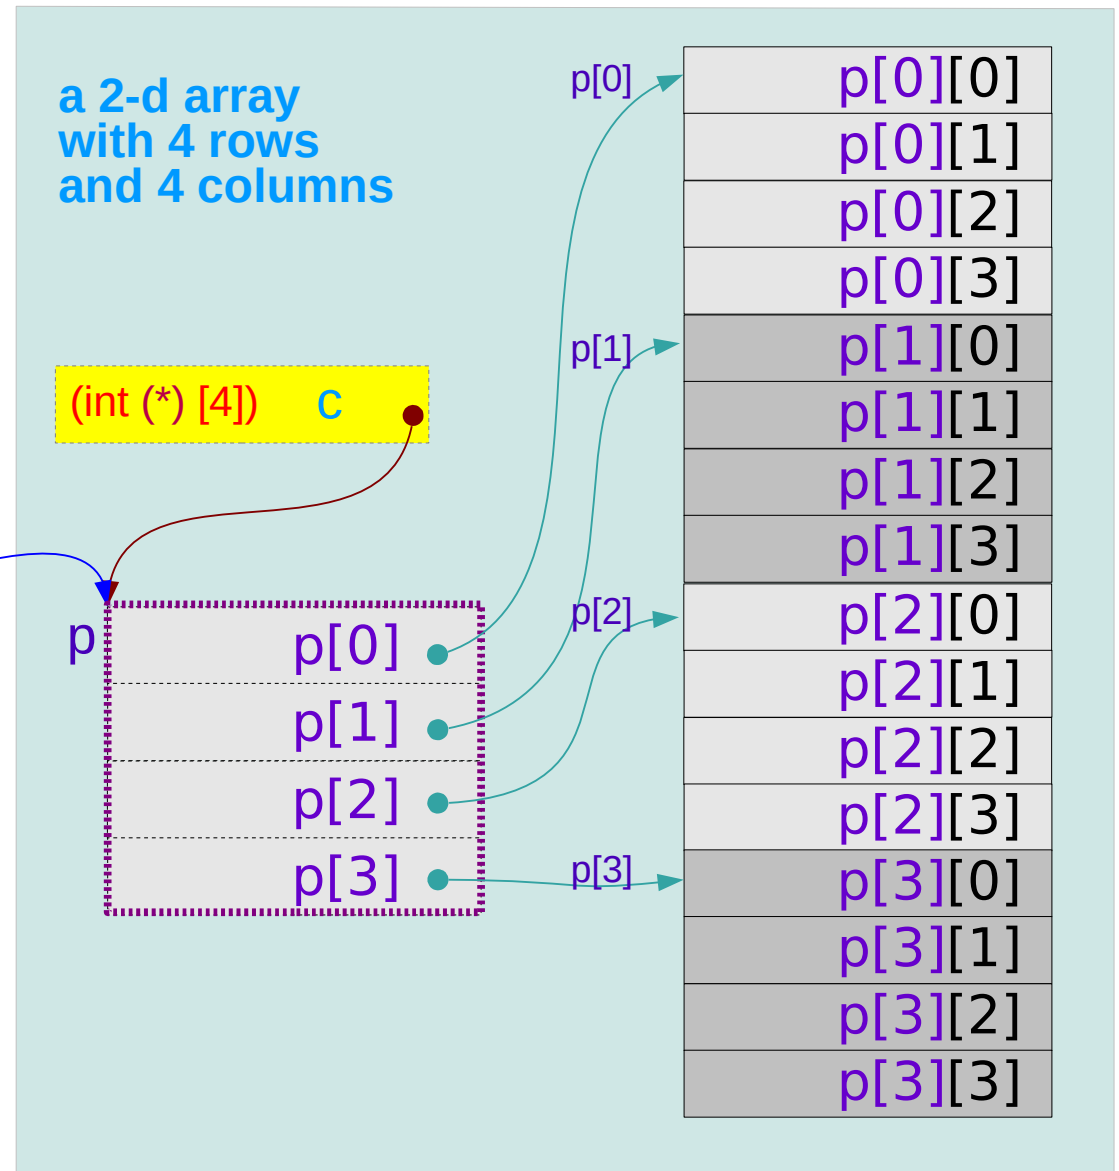 a 2-d array
with 4 rows
and 4 columns
(int (*) [4]) c
p
p[0]
p[1]
p[2]
p[3]
p[0]
p[1]
p[2]
p[3]
p[0][0]
p[0][1]
p[0][2]
p[0][3]
p[1][0]
p[1][1]
p[1][2]
p[1][3]
p[2][0]
p[2][1]
p[2][2]
p[2][3]
p[3][0]
p[3][1]
p[3][2]
p[3][3]